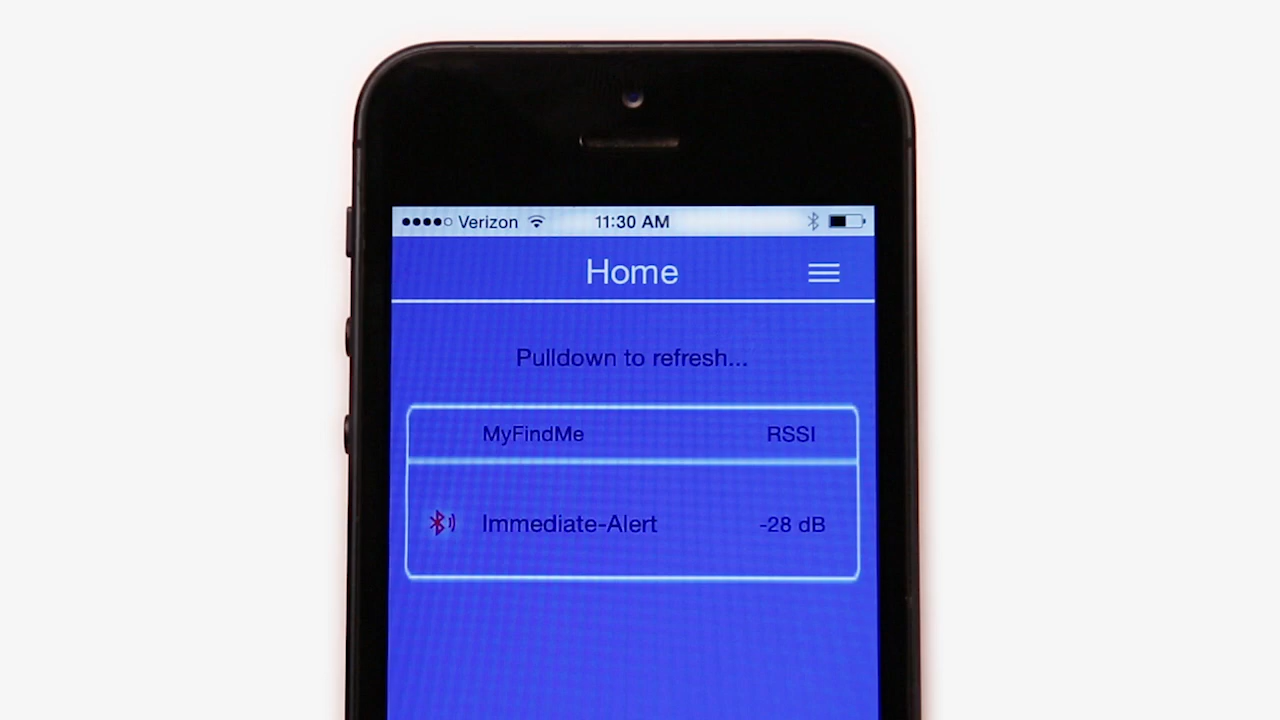 Verizon 11:30 AM
Home
Pulldown to refresh...
MyFindMe RSSI
Immediate-Alert -28 dB